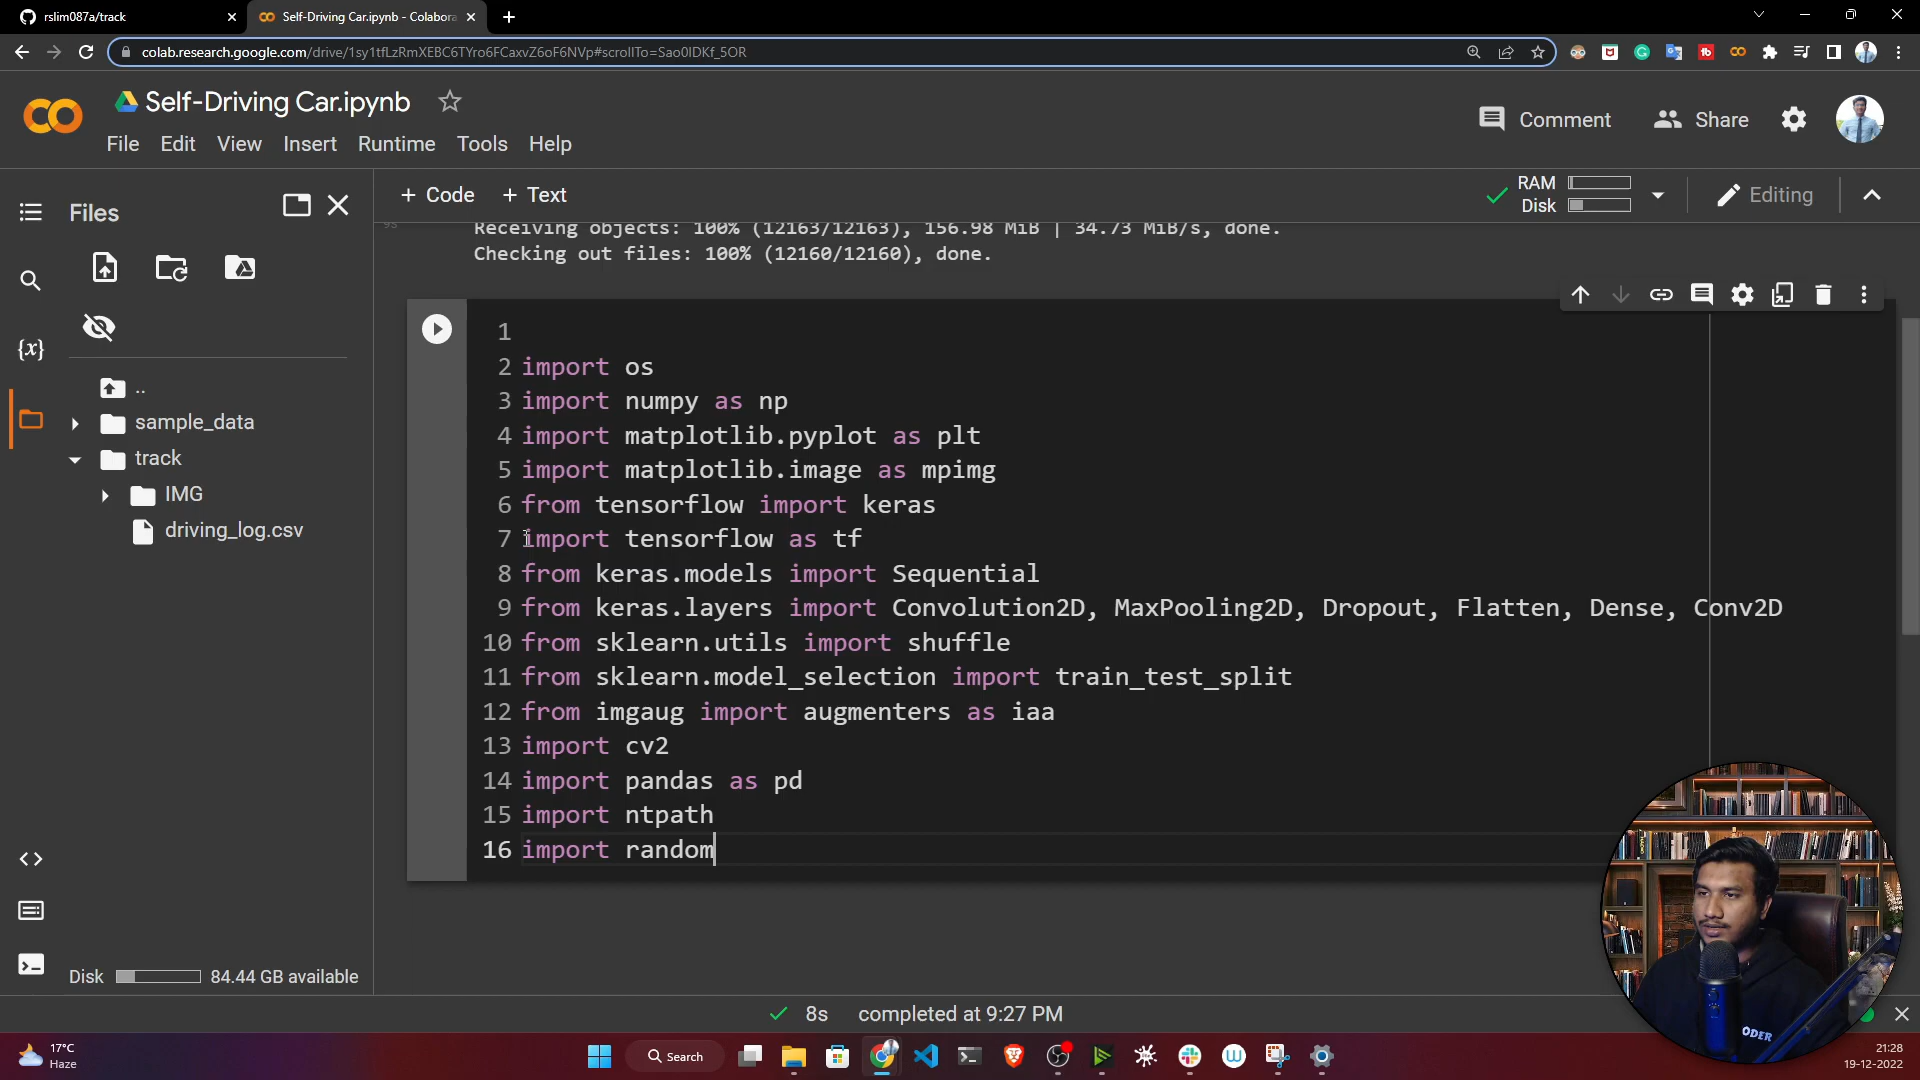 rslim087a/track
Self-Driving Car.ipynb - Colabora
colab.research.google.com/drive/1sy1tfLzRmXEBC6TYro6FCaxvZ6oF6NVp#scrollTo=Sao0IDKf_5OR
Self-Driving Car.ipynb
File Edit View Insert Runtime Tools Help
Comment Share
Files
+ Code + Text
RAM
Disk
Editing
Receiving objects: 100% (12163/12163), 156.98 MiB | 34.73 MiB/s, done.
Checking out files: 100% (12160/12160), done.
9s
{x}
..
sample_data
track
IMG
driving_log.csv
1
2 import os
3 import numpy as np
4 import matplotlib.pyplot as plt
5 import matplotlib.image as mpimg
6 from tensorflow import keras
7 import tensorflow as tf
8 from keras.models import Sequential
9 from keras.layers import Convolution2D, MaxPooling2D, Dropout, Flatten, Dense, Conv2D
10 from sklearn.utils import shuffle
11 from sklearn.model_selection import train_test_split
12 from imgaug import augmenters as iaa
13 import cv2
14 import pandas as pd
15 import ntpath
16 import random
Disk 84.44 GB available
8s completed at 9:27 PM
ODER
17°C
Haze
Search
21:28
19-12-2022